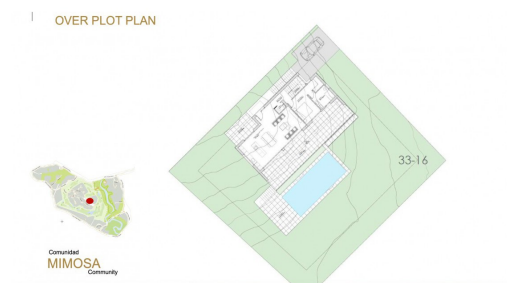 OVER PLOT PLAN
33-16
Comunidad
MIMOSA
Community